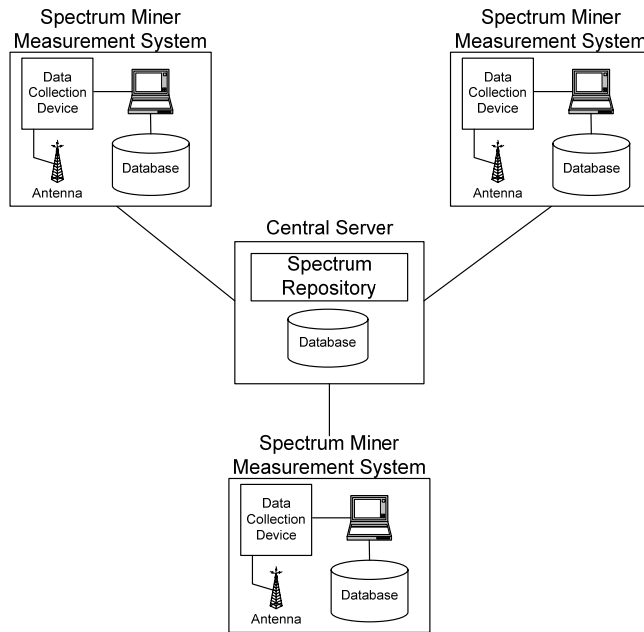 Spectrum Miner
Measurement System
Data
Collection
Device
Antenna
Database
Spectrum Miner
Measurement System
Data
Collection
Device
Antenna
Database
Central Server
Spectrum
Repository
Database
Spectrum Miner
Measurement System
Data
Collection
Device
Antenna
Database